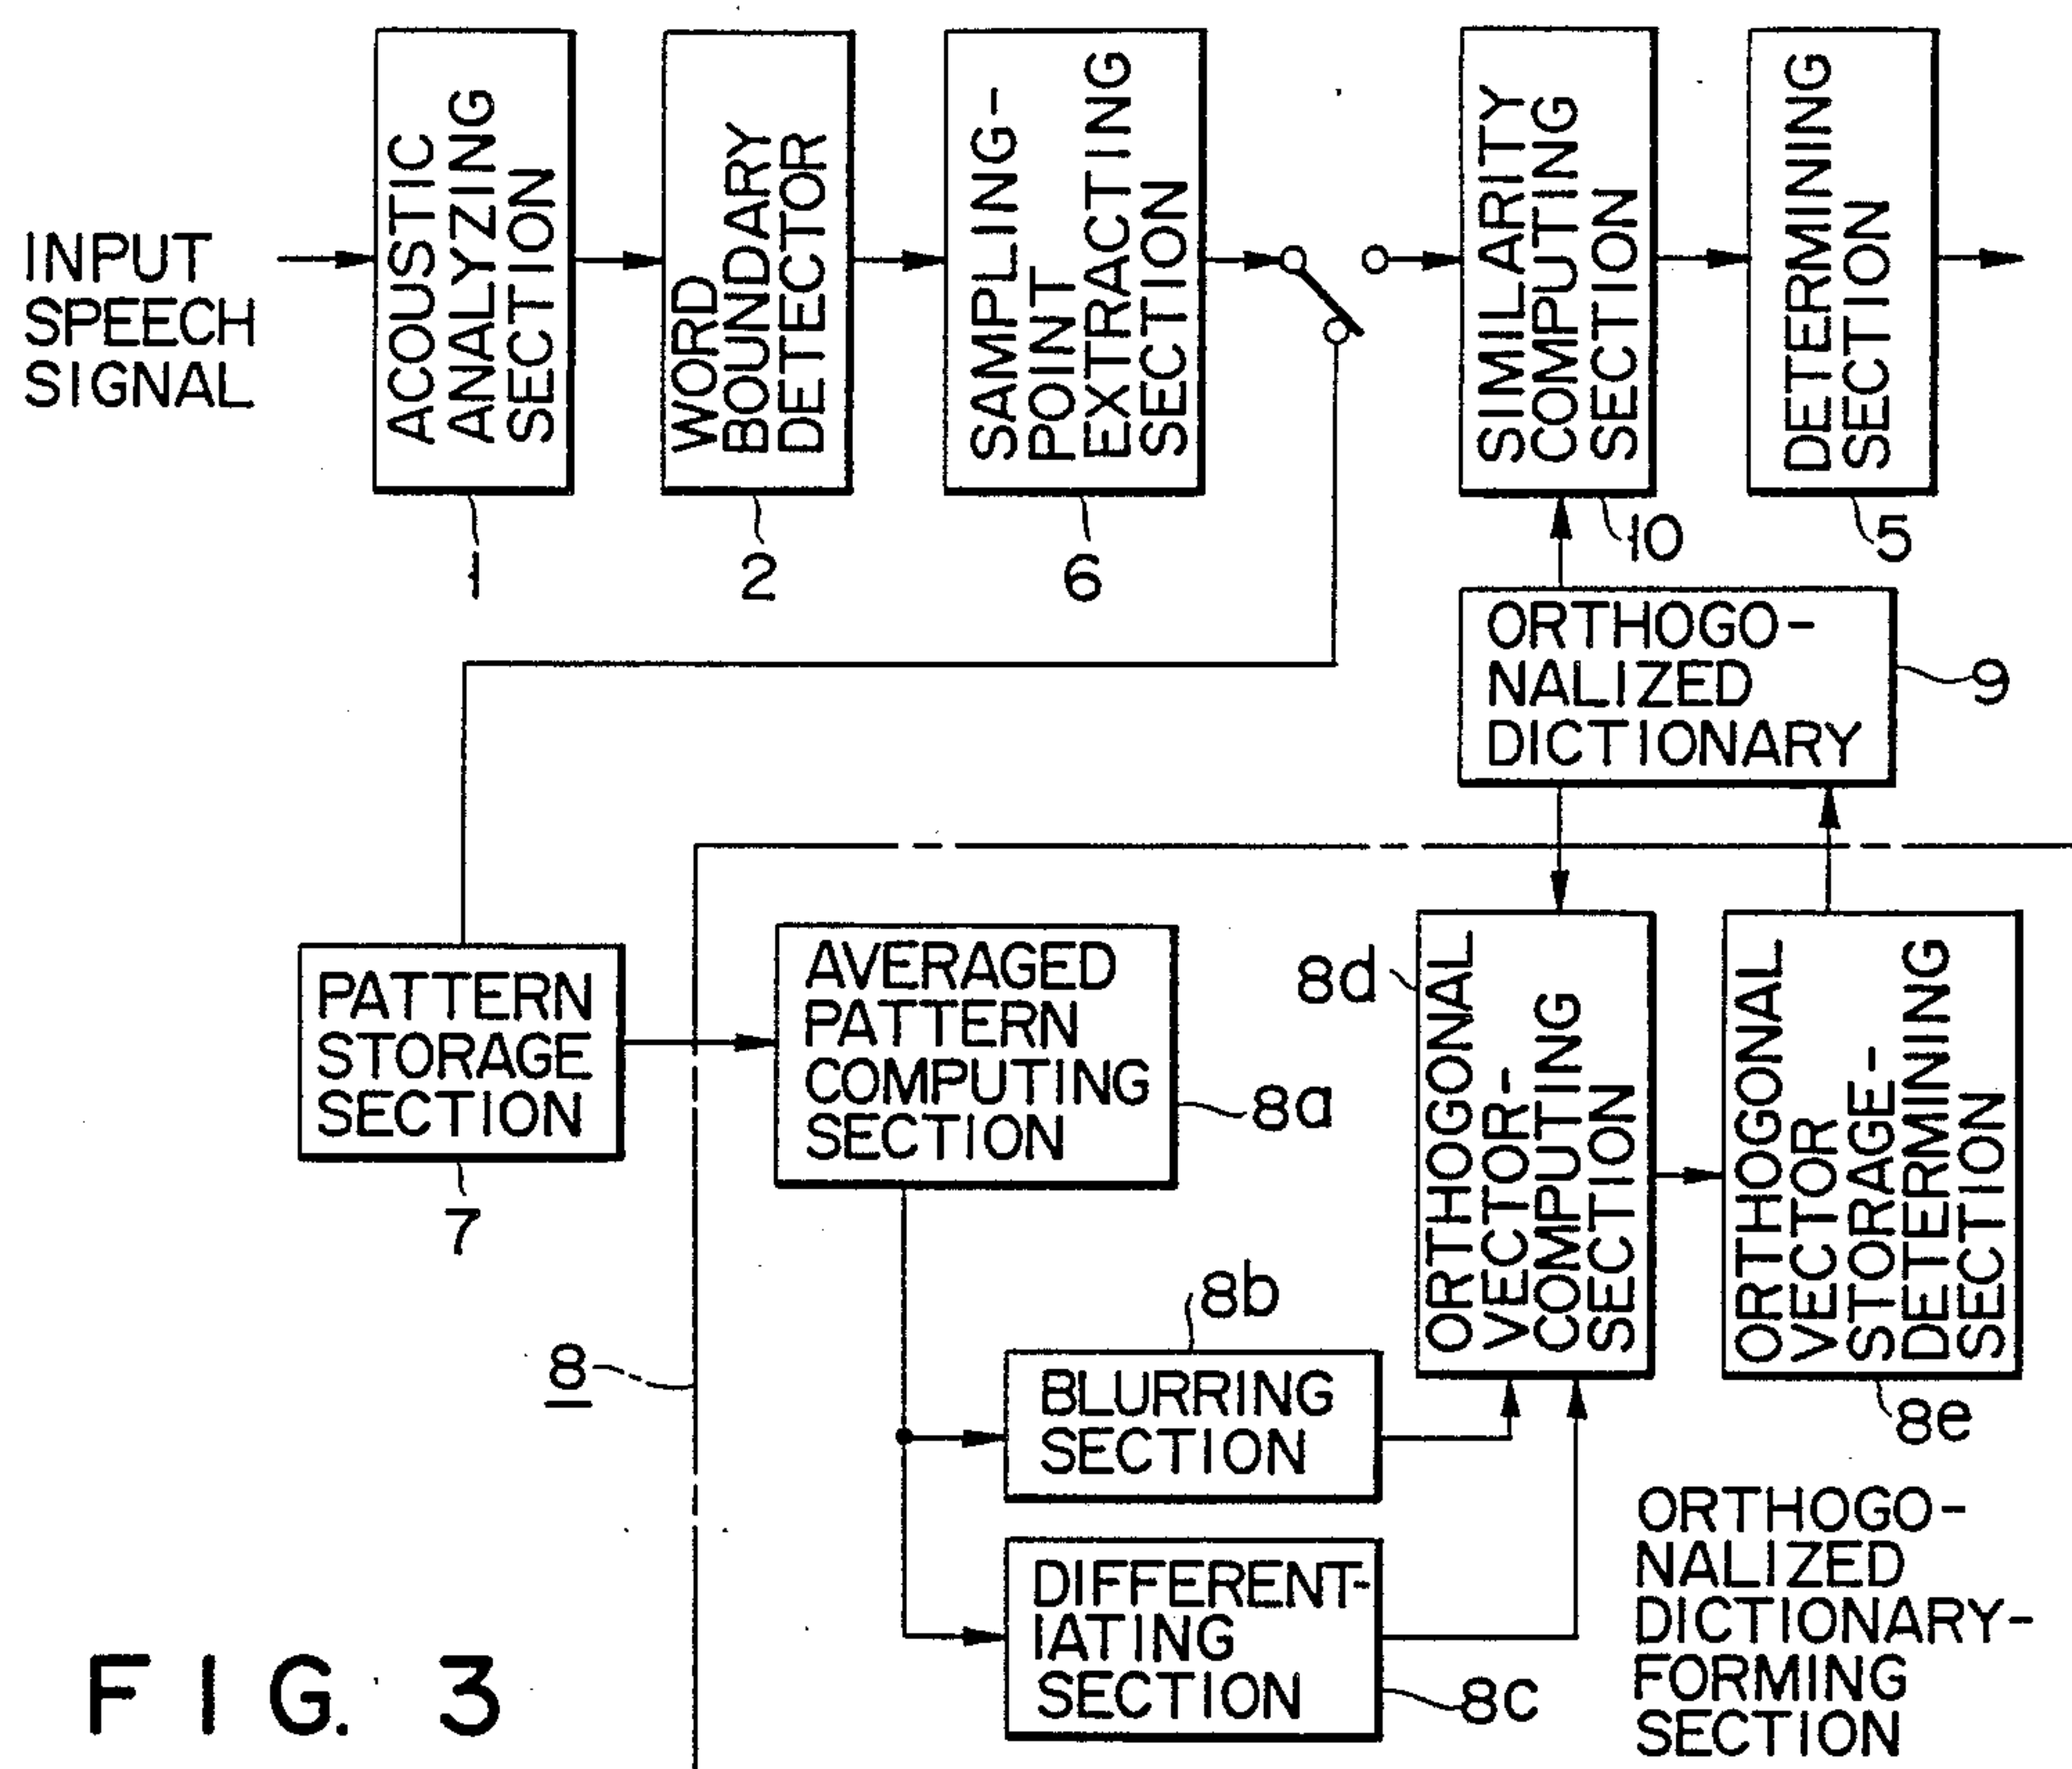 INPUT
SPEECH
SIGNAL
ACOUSTIC
ANALYZING
SECTION
1
WORD
BOUNDARY
DETECTOR
2
SAMPLING-
POINT
EXTRACTING
SECTION
6
SIMILARITY
COMPUTING
SECTION
10
DETERMINING
SECTION
5
ORTHOGO-
NALIZED
DICTIONARY
9
PATTERN
STORAGE
SECTION
7
AVERAGED
PATTERN
COMPUTING
SECTION
8a
8d
ORTHOGONAL
VECTOR-
COMPUTING
SECTION
ORTHOGONAL
VECTOR
STORAGE-
DETERMINING
SECTION
8e
8
8b
BLURRING
SECTION
DIFFERENT-
IATING
SECTION
8c
ORTHOGO-
NALIZED
DICTIONARY-
FORMING
SECTION
FIG. 3